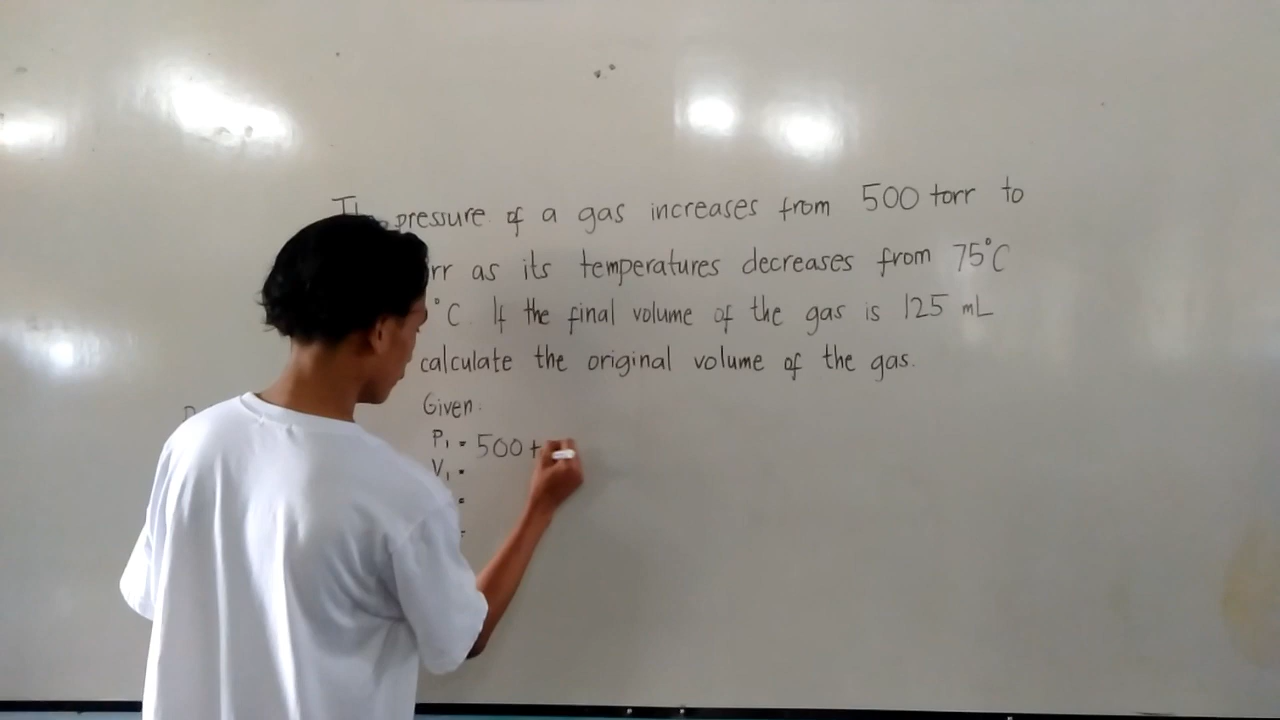 pressure of a gas increases from 500 torr to
rr as its temperatures decreases from 75°C
°C. If the final volume of the gas is 125 mL
calculate the original volume of the gas.
Given:
P₁ = 500 t
V₁ =
=
=